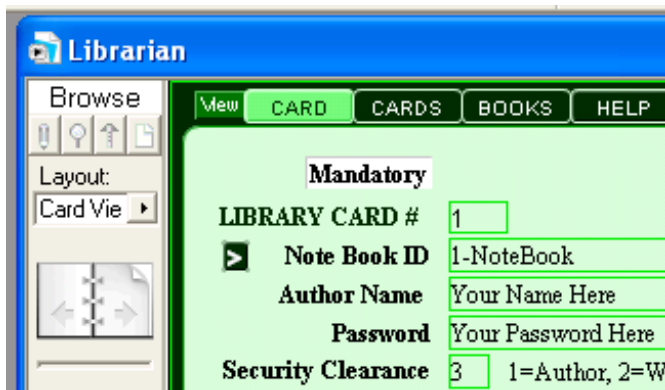 Librarian
Browse
View CARD CARDS BOOKS HELP
Layout:
Card Vie
Mandatory
LIBRARY CARD # 1
> Note Book ID 1-NoteBook
Author Name Your Name Here
Password Your Password Here
Security Clearance 3 1=Author, 2=W